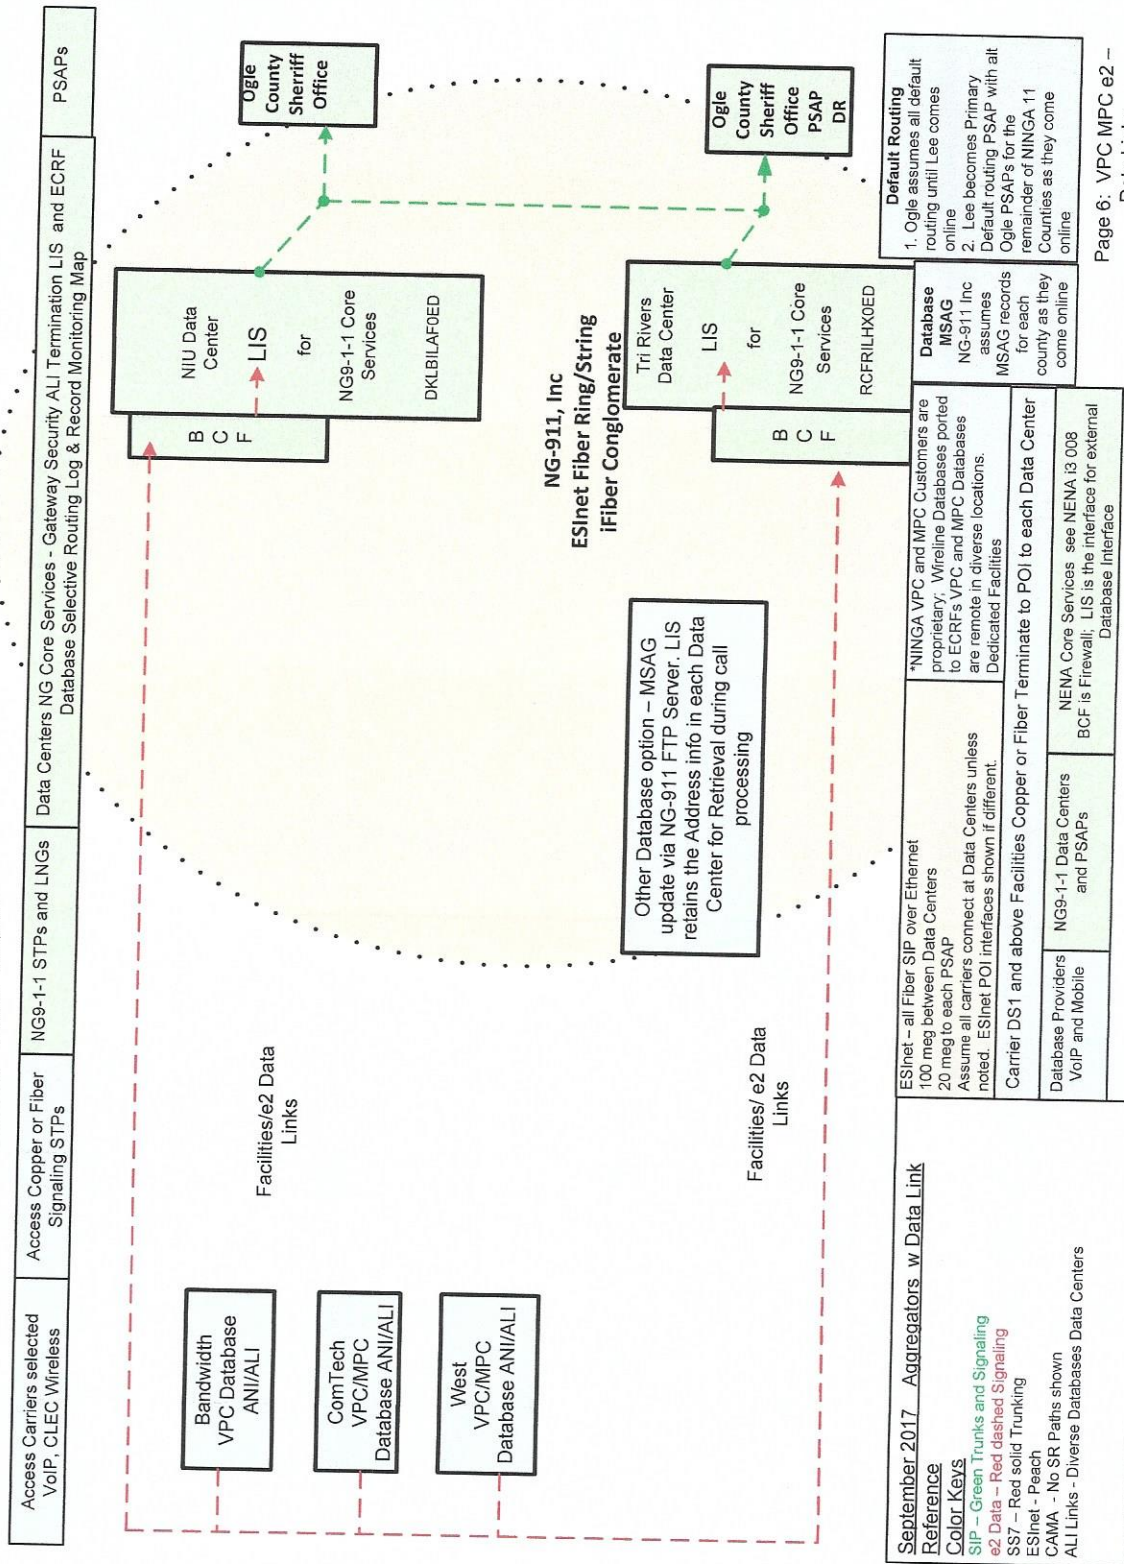 Access Carriers selected
VoIP, CLEC Wireless
Access Copper or Fiber
Signaling STPs
NG9-1-1 STPs and LNGs
Data Centers NG Core Services - Gateway Security ALI Termination LIS and ECRF
Database Selective Routing Log & Record Monitoring Map
PSAPs
Bandwidth
VPC Database
ANI/ALI
ComTech
VPC/MPC
Database ANI/ALI
West
VPC/MPC
Database ANI/ALI
Facilities/e2 Data
Links
Facilities/ e2 Data
Links
B
C
F
NIU Data
Center
LIS
for
NG9-1-1 Core
Services
DKLBILAF0ED
Ogle
County
Sherriff
Office
NG-911, Inc
ESInet Fiber Ring/String
iFiber Conglomerate
Other Database option – MSAG
update via NG-911 FTP Server. LIS
retains the Address info in each Data
Center for Retrieval during call
processing
B
C
F
Tri Rivers
Data Center
LIS
for
NG9-1-1 Core
Services
RCFRILHX0ED
Ogle
County
Sheriff
Office
PSAP
DR
September 2017 Aggregators w Data Link
Reference
Color Keys
SIP – Green Trunks and Signaling
e2 Data – Red dashed Signaling
SS7 – Red solid Trunking
ESInet - Peach
CAMA - No SR Paths shown
ALI Links - Diverse Databases Data Centers
ESInet – all Fiber SIP over Ethernet
100 meg between Data Centers
20 meg to each PSAP
Assume all carriers connect at Data Centers unless
noted. ESInet POI interfaces shown if different.
*NINGA VPC and MPC Customers are
proprietary; Wireline Databases ported
to ECRFs VPC and MPC Databases
are remote in diverse locations.
Dedicated Faclities
Carrier DS1 and above Facilities Copper or Fiber Terminate to POI to each Data Center
Database Providers
VoIP and Mobile
NG9-1-1 Data Centers
and PSAPs
NENA Core Services see NENA i3 008
BCF is Firewall; LIS is the interface for external
Database Interface
Database
MSAG
NG-911 Inc
assumes
MSAG records
for each
county as they
come online
Default Routing
1. Ogle assumes all default
routing until Lee comes
online
2. Lee becomes Primary
Default routing PSAP with alt
Ogle PSAPs for the
remainder of NINGA 11
Counties as they come
online
Page 6: VPC MPC e2 –